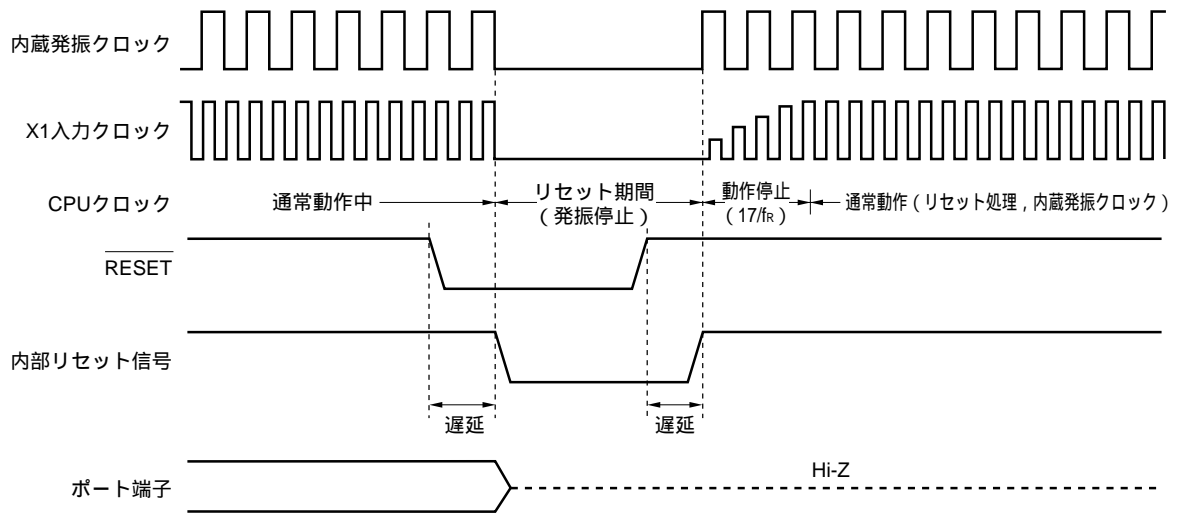 内蔵発振クロック
X1入力クロック
CPUクロック
通常動作中
リセット期間
（発振停止）
動作停止
（17/fR）
通常動作（リセット処理，内蔵発振クロック）
RESET
内部リセット信号
遅延
遅延
ポート端子
Hi-Z